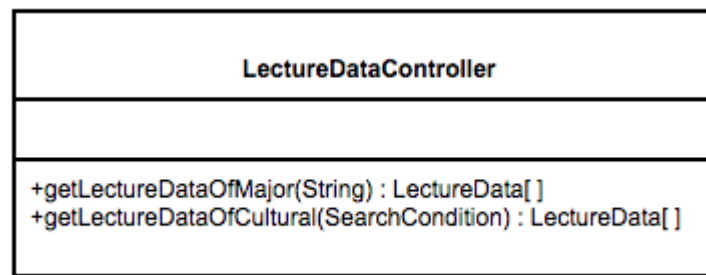 LectureDataController
+getLectureDataOfMajor(String) : LectureData[ ]
+getLectureDataOfCultural(SearchCondition) : LectureData[ ]